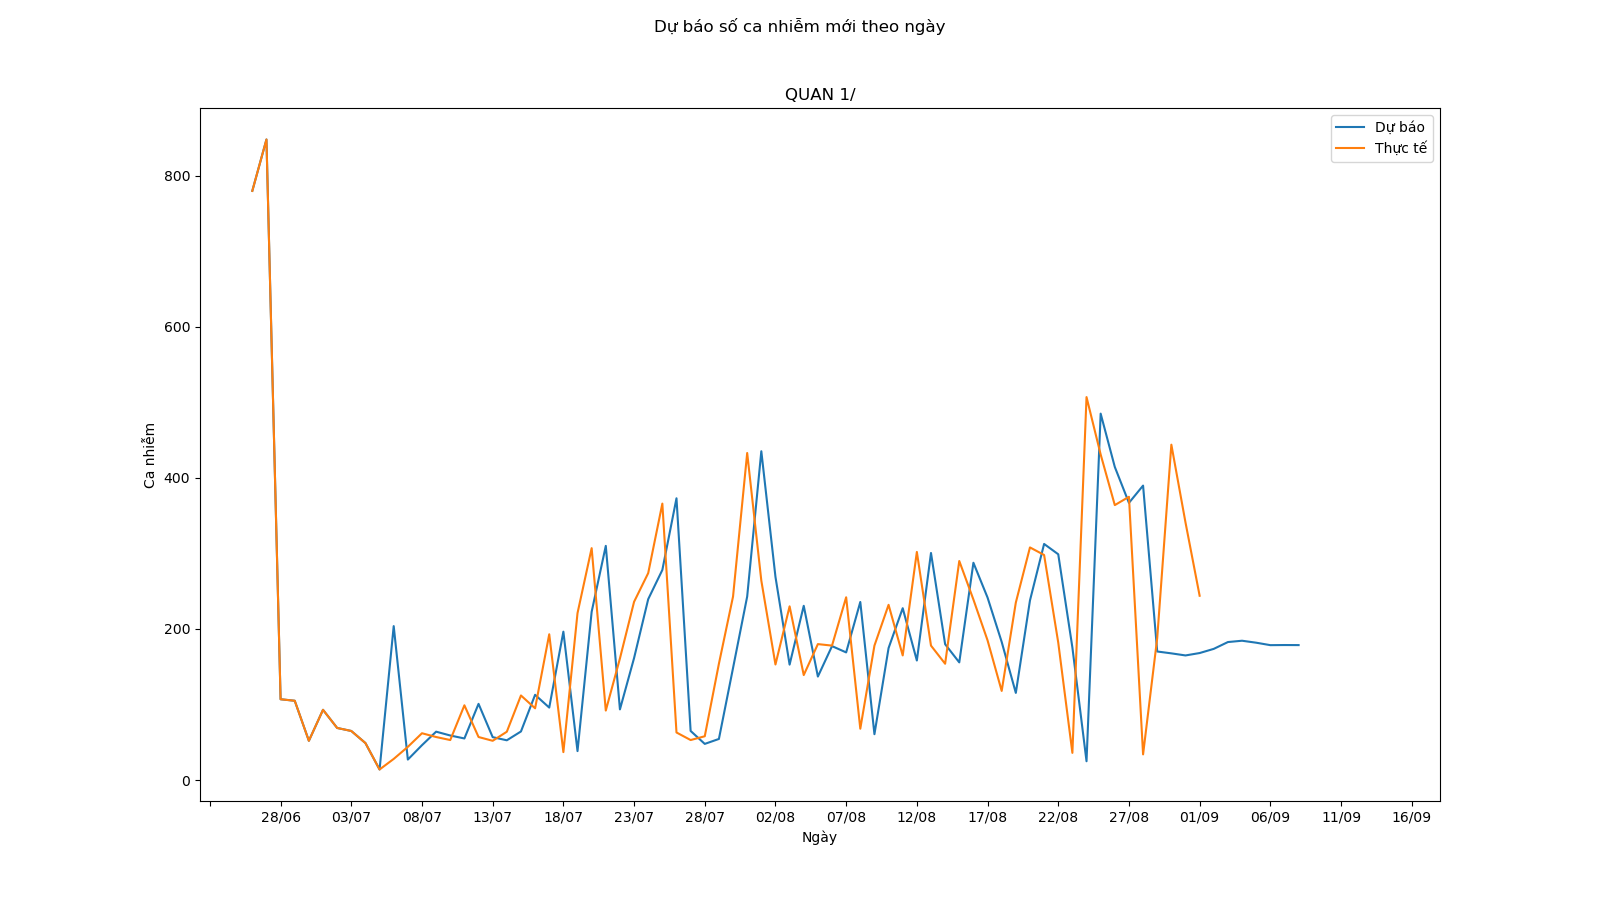 Dự báo số ca nhiễm mới theo ngày
QUAN 1/
Dự báo
Thực tế
800
600
400
200
0
Ca nhiễm
28/06 03/07 08/07 13/07 18/07 23/07 28/07 02/08 07/08 12/08 17/08 22/08 27/08 01/09 06/09 11/09 16/09
Ngày